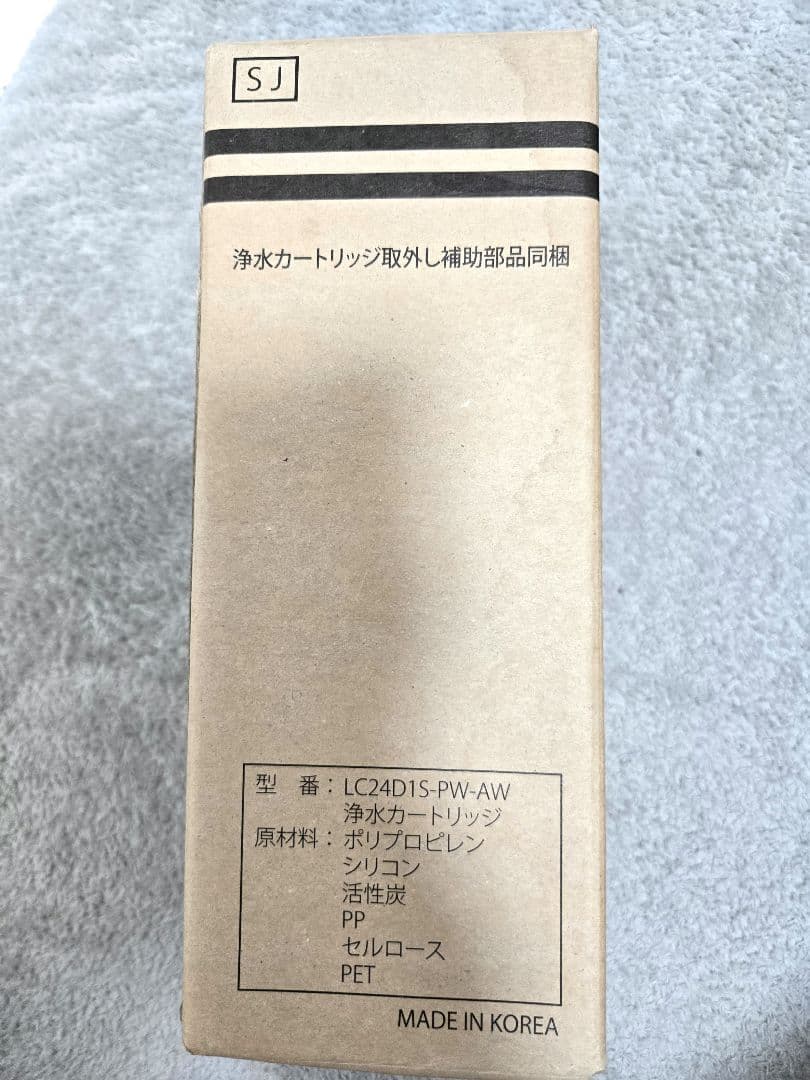 SJ
浄水カートリッジ取外し補助部品同梱
型　番：LC24D1S-PW-AW
浄水カートリッジ
原材料：ポリプロピレン
シリコン
活性炭
PP
セルロース
PET
MADE IN KOREA